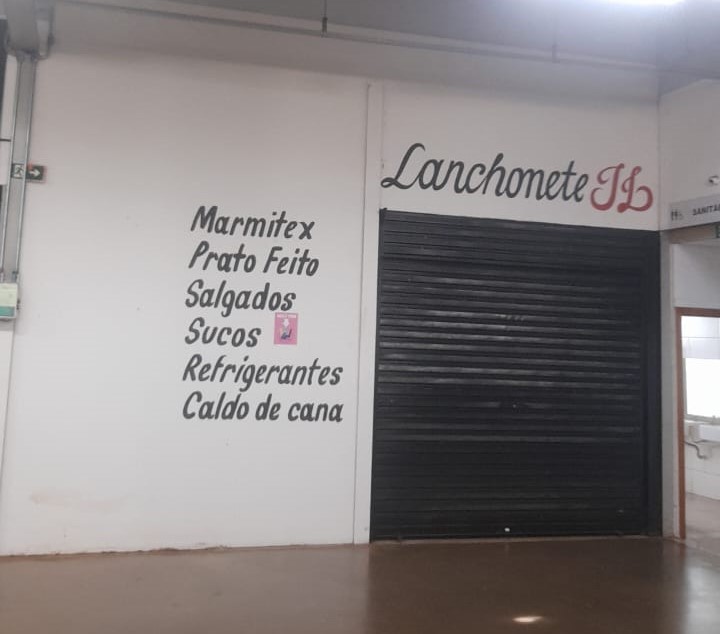 Lanchonete JL
Marmitex
Prato Feito
Salgados
Sucos
Refrigerantes
Caldo de cana